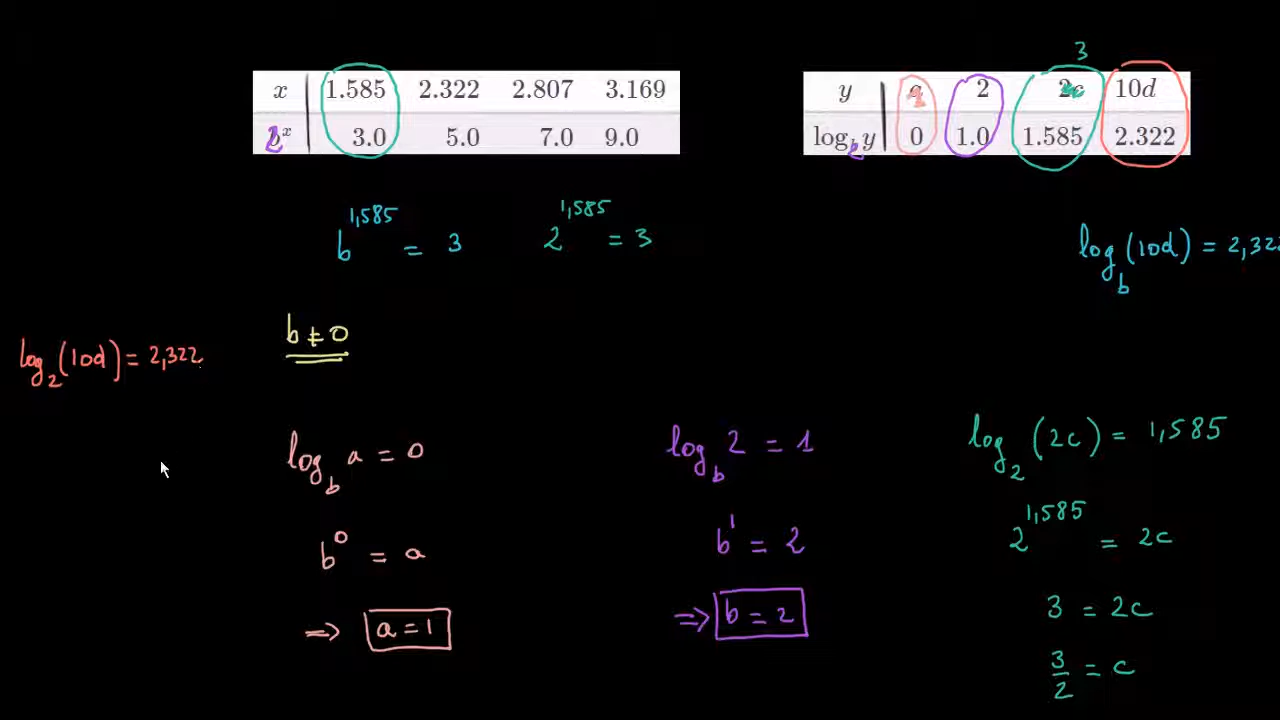 3
x 1.585 2.322 2.807 3.169
2^x 3.0 5.0 7.0 9.0
y 2 10d
log_2 y 0 1.0 1.585 2.322
b^1,585 = 3
2^1,585 = 3
log_b (10d) = 2,322
b ≠ 0
log_2 (10d) = 2,322
log_b a = 0
b^0 = a
⇒ a = 1
log_b 2 = 1
b^1 = 2
⇒ b = 2
log_2 (2c) = 1,585
2^1,585 = 2c
3 = 2c
3/2 = c